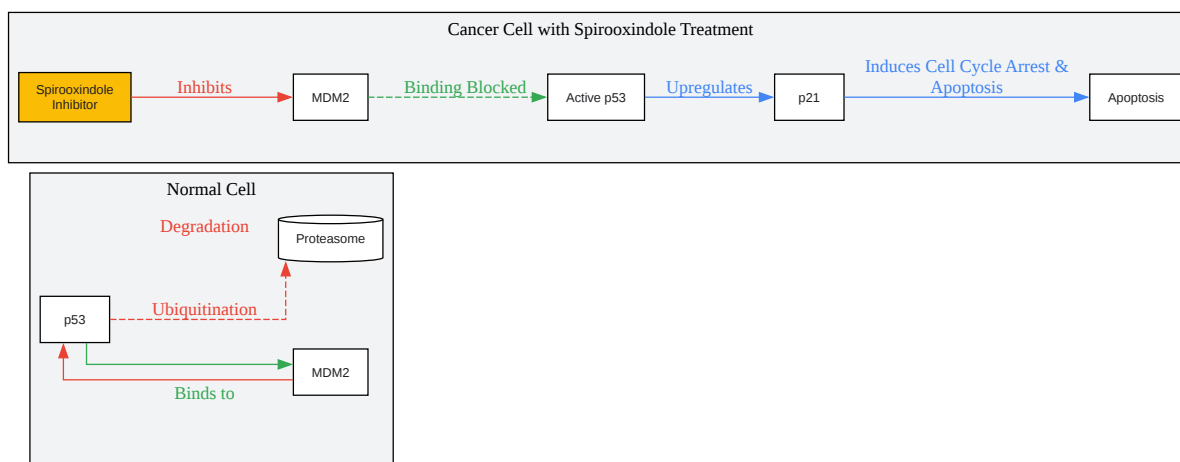 Cancer Cell with Spirooxindole Treatment
Spirooxindole
Inhibitor
Inhibits
MDM2
Binding Blocked
Active p53
Upregulates
p21
Induces Cell Cycle Arrest &
Apoptosis
Apoptosis
Normal Cell
Degradation
Proteasome
Ubiquitination
p53
MDM2
Binds to